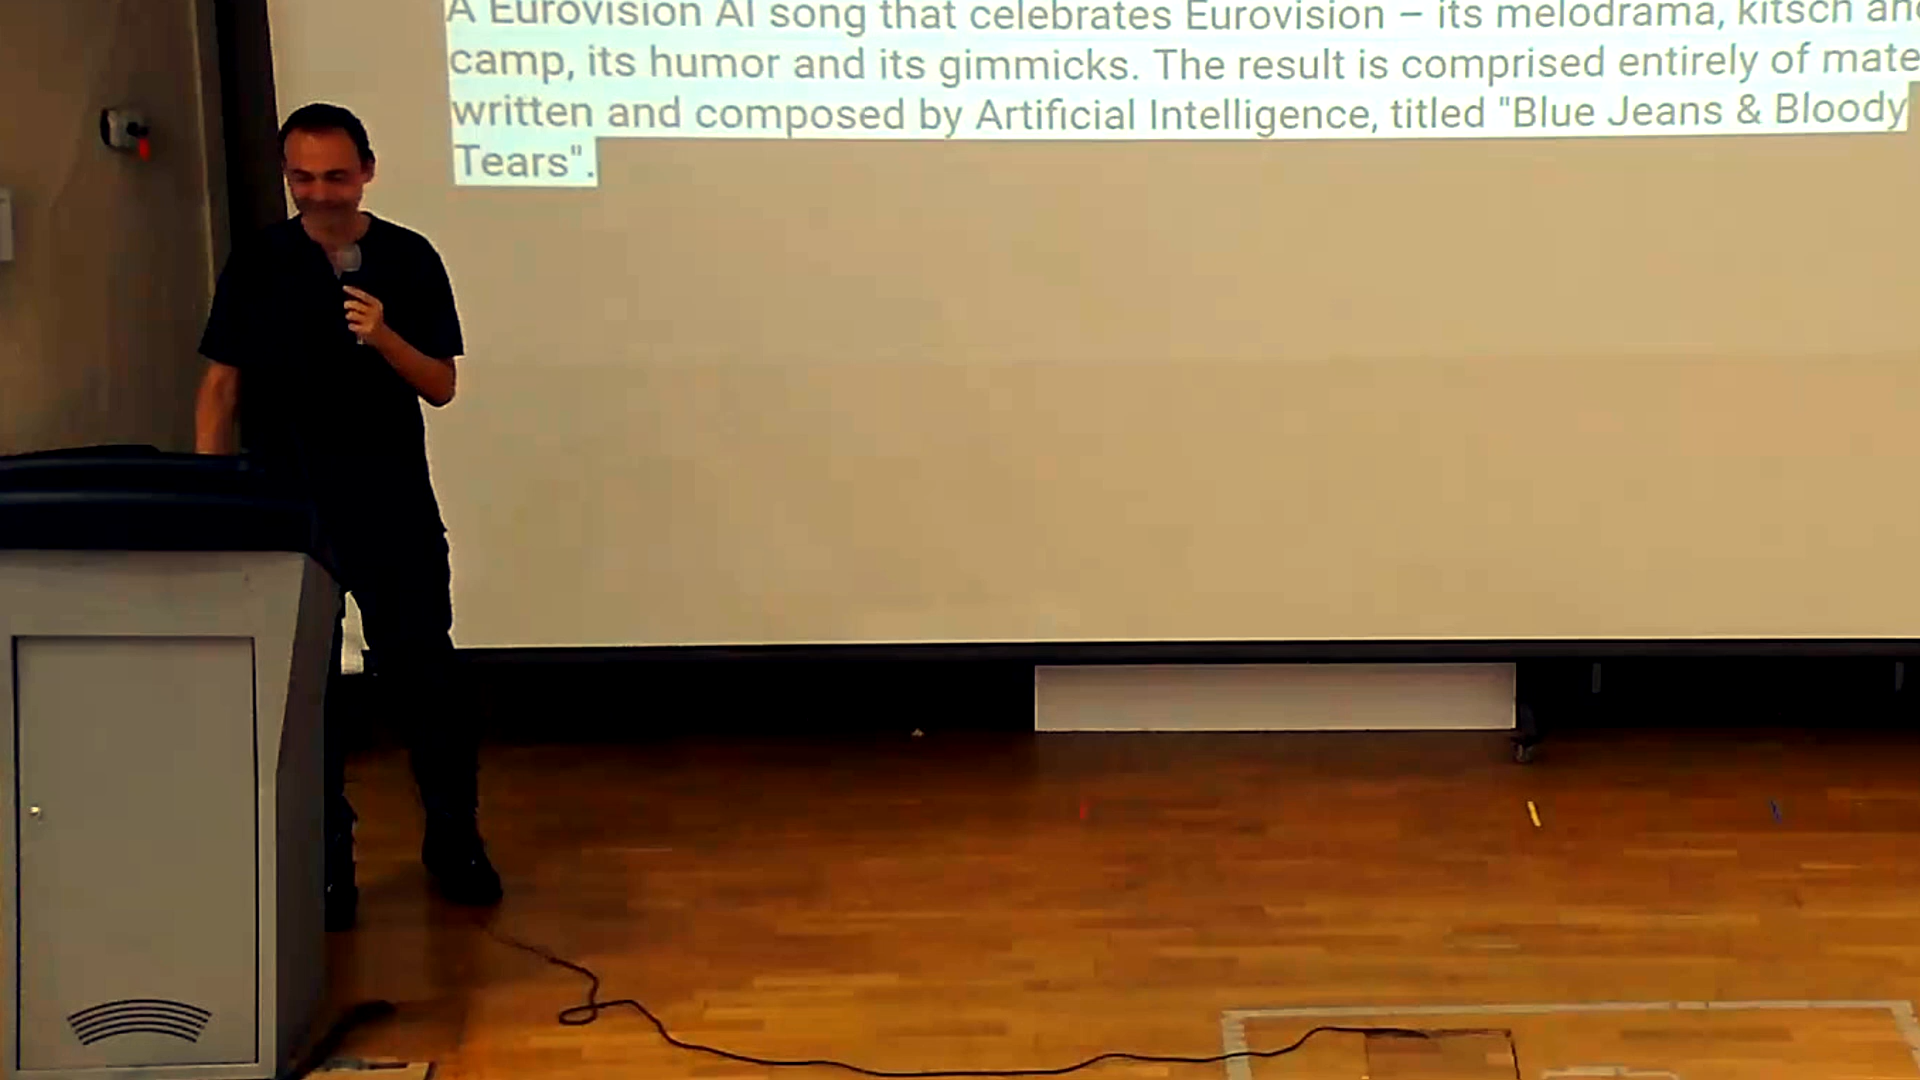 A Eurovision AI song that celebrates Eurovision – its melodrama, kitsch and
camp, its humor and its gimmicks. The result is comprised entirely of mate
written and composed by Artificial Intelligence, titled "Blue Jeans & Bloody
Tears".